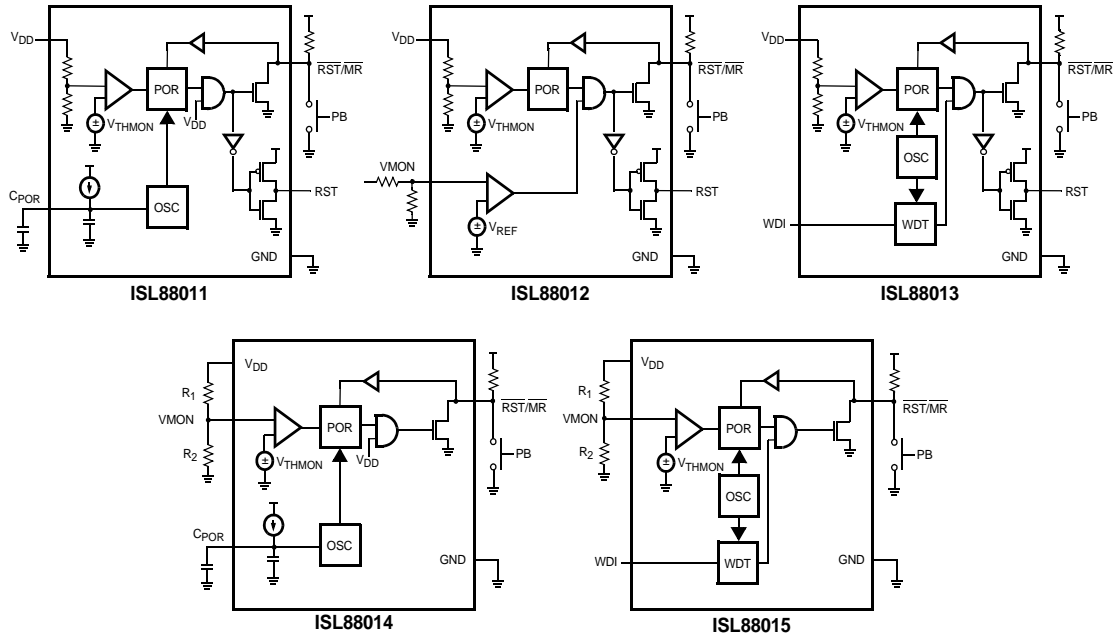 VDD
POR
VDD
VTHMON
CPOR
OSC
RST/MR
PB
RST
GND
ISL88011
VDD
POR
VTHMON
VMON
VREF
RST/MR
PB
RST
GND
ISL88012
VDD
POR
VTHMON
OSC
WDI
WDT
RST/MR
PB
RST
GND
ISL88013
VDD
R1
VMON
R2
POR
VDD
VTHMON
CPOR
OSC
RST/MR
PB
GND
ISL88014
VDD
R1
VMON
R2
POR
VTHMON
OSC
WDI
WDT
RST/MR
PB
GND
ISL88015